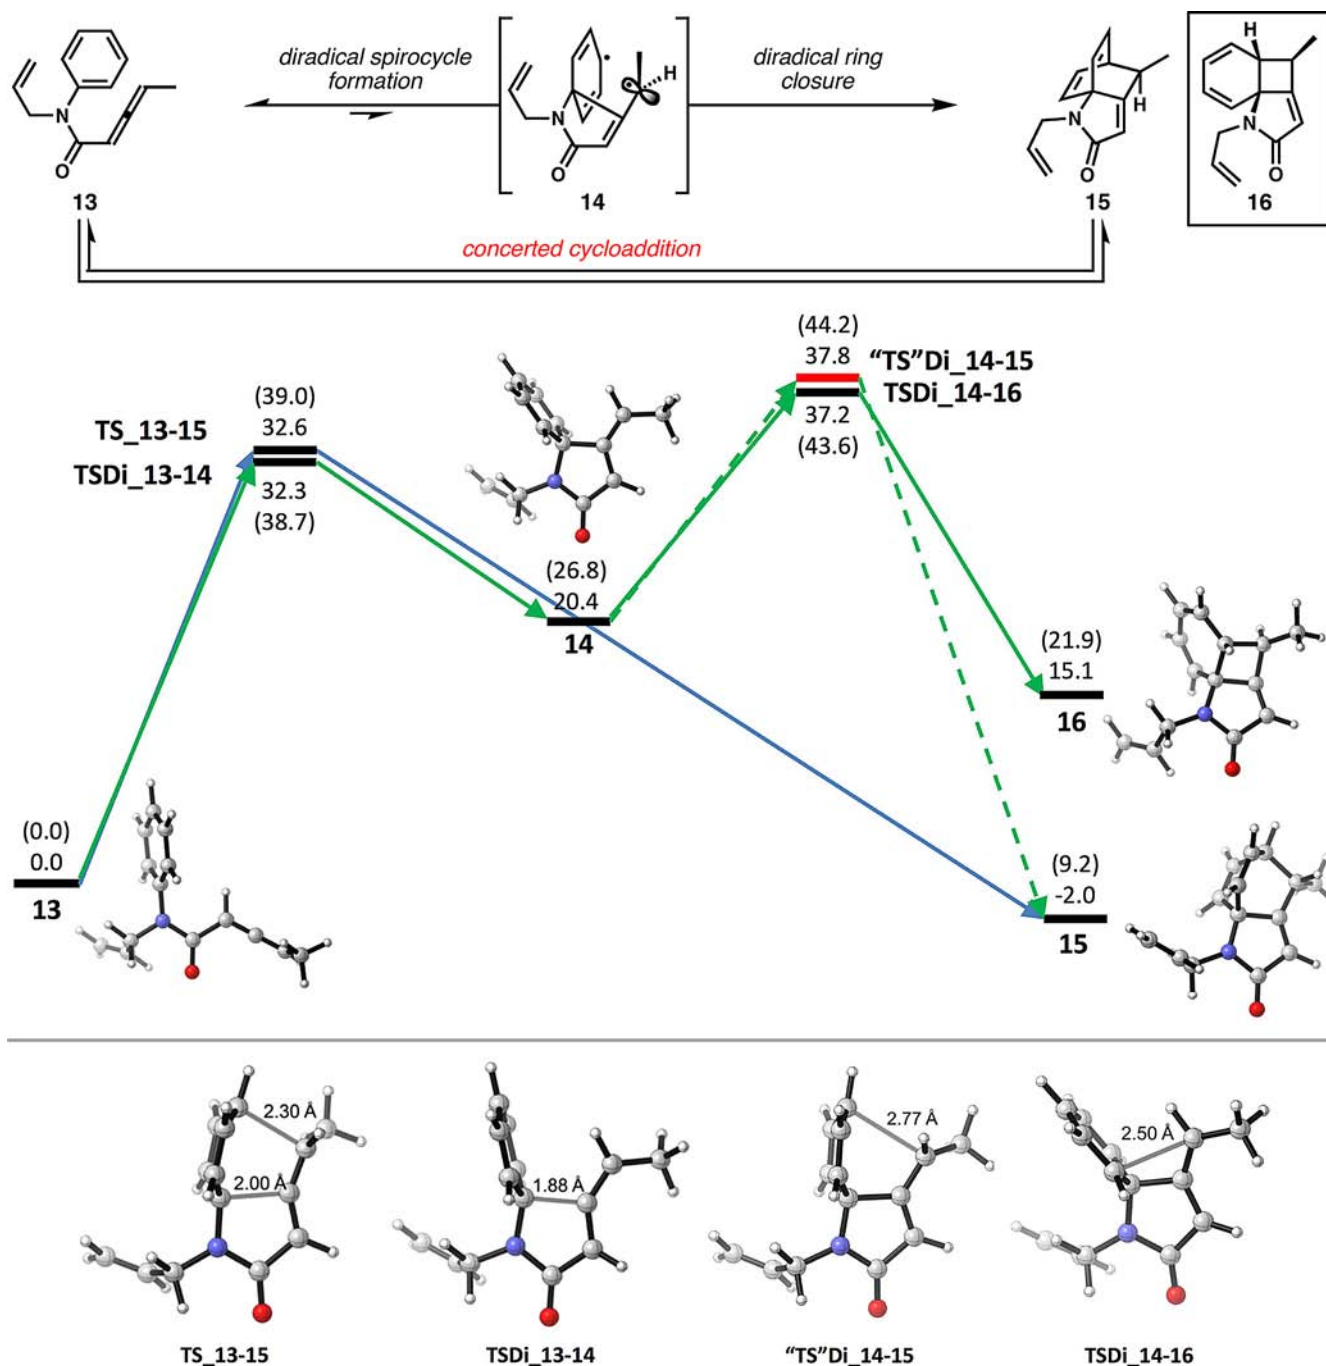 diradical spirocycle
formation
diradical ring
closure
H
H
H
N
O
N
O
N
O
N
O
H
13
14
15
16
concerted cycloaddition
(44.2)
37.8
"TS"Di_14-15
TSDi_14-16
37.2
(43.6)
(39.0)
32.6
TS_13-15
TSDi_13-14
32.3
(38.7)
(26.8)
20.4
14
(21.9)
15.1
16
(0.0)
0.0
13
(9.2)
-2.0
15
2.30 Å
2.00 Å
1.88 Å
2.77 Å
2.50 Å
TS_13-15
TSDi_13-14
"TS"Di_14-15
TSDi_14-16